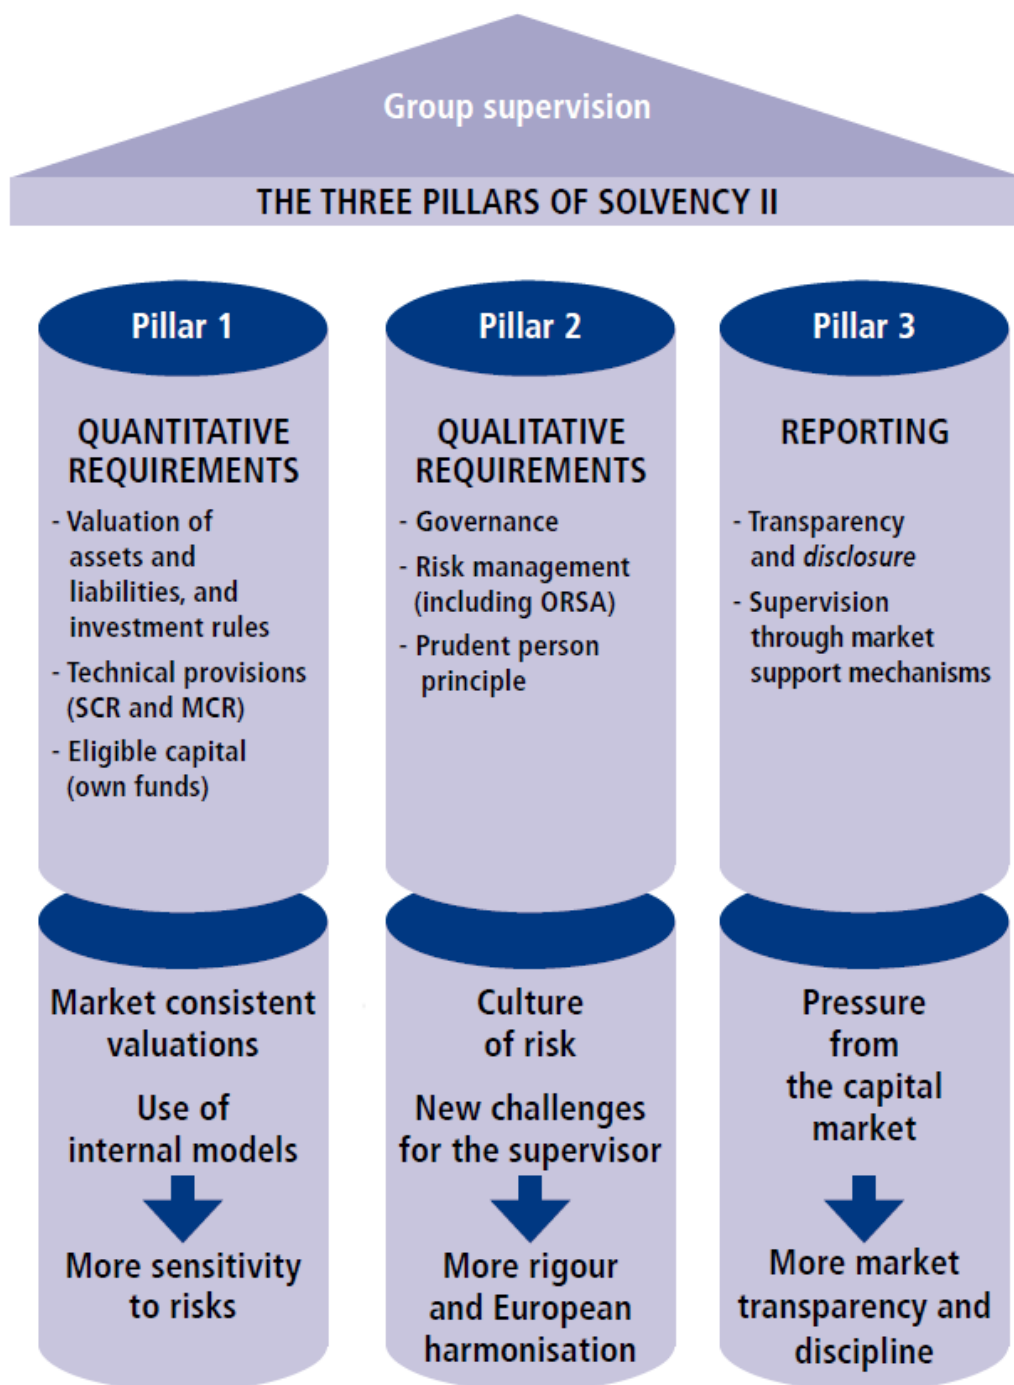 Group supervision
THE THREE PILLARS OF SOLVENCY II
Pillar 1
QUANTITATIVE
REQUIREMENTS
- Valuation of
assets and
liabilities, and
investment rules
- Technical provisions
(SCR and MCR)
- Eligible capital
(own funds)
Market consistent
valuations
Use of
internal models
More sensitivity
to risks
Pillar 2
QUALITATIVE
REQUIREMENTS
- Governance
- Risk management
(including ORSA)
- Prudent person
principle
Culture
of risk
New challenges
for the supervisor
More rigour
and European
harmonisation
Pillar 3
REPORTING
- Transparency
and disclosure
- Supervision
through market
support mechanisms
Pressure
from
the capital
market
More market
transparency and
discipline